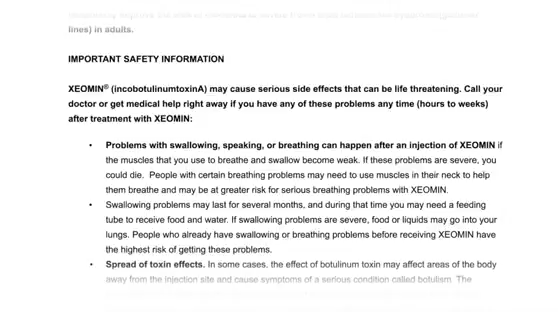 lines) in adults.
IMPORTANT SAFETY INFORMATION
XEOMIN® (incobotulinumtoxinA) may cause serious side effects that can be life threatening. Call your
doctor or get medical help right away if you have any of these problems any time (hours to weeks)
after treatment with XEOMIN:
• Problems with swallowing, speaking, or breathing can happen after an injection of XEOMIN if
the muscles that you use to breathe and swallow become weak. If these problems are severe, you
could die. People with certain breathing problems may need to use muscles in their neck to help
them breathe and may be at greater risk for serious breathing problems with XEOMIN.
• Swallowing problems may last for several months, and during that time you may need a feeding
tube to receive food and water. If swallowing problems are severe, food or liquids may go into your
lungs. People who already have swallowing or breathing problems before receiving XEOMIN have
the highest risk of getting these problems.
• Spread of toxin effects. In some cases, the effect of botulinum toxin may affect areas of the body
away from the injection site and cause symptoms of a serious condition called botulism. The